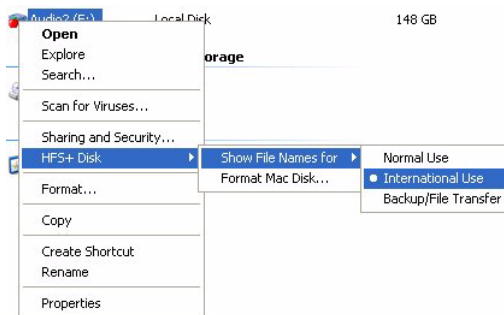 Audio2 (E:) Local Disk 148 GB
Open
Explore
orage
Search...
Scan for Viruses...
Sharing and Security...
HFS+ Disk Show File Names for Normal Use
Format Mac Disk... International Use
Format...
Backup/File Transfer
Copy
Create Shortcut
Rename
Properties